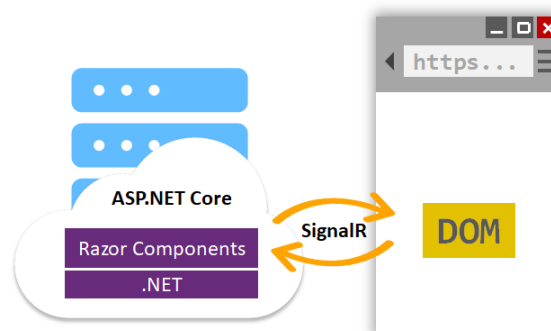 https...
ASP.NET Core
Razor Components
.NET
SignalR
DOM